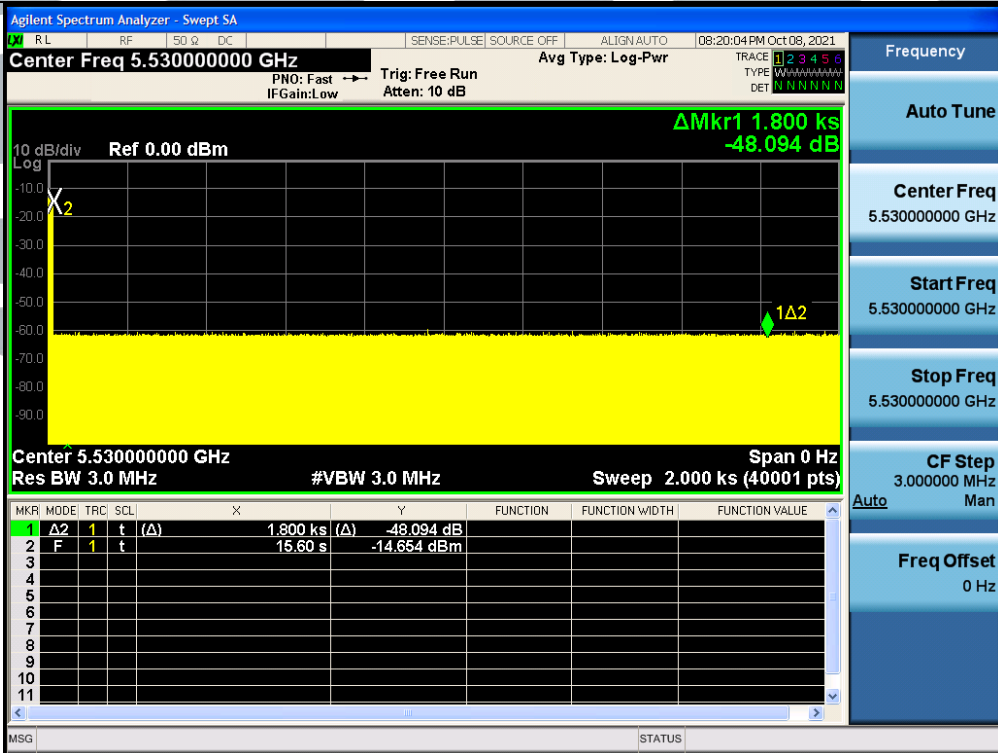 Agilent Spectrum Analyzer - Swept SA
LXI RL RF 50 Ω DC SENSE:PULSE SOURCE OFF ALIGN AUTO 08:20:04 PM Oct 08, 2021
Center Freq 5.530000000 GHz
PNO: Fast
IFGain:Low
Trig: Free Run
Atten: 10 dB
Avg Type: Log-Pwr
TRACE 1 2 3 4 5 6
TYPE
DET N N N N N N
ΔMkr1 1.800 ks
-48.094 dB
10 dB/div Ref 0.00 dBm
Log
-10.0
-20.0
-30.0
-40.0
-50.0
-60.0
-70.0
-80.0
-90.0
X2
1Δ2
Center 5.530000000 GHz Span 0 Hz
Res BW 3.0 MHz #VBW 3.0 MHz Sweep 2.000 ks (40001 pts)
MKR MODE TRC SCL X Y FUNCTION FUNCTION WIDTH FUNCTION VALUE
1 Δ2 1 t (Δ) 1.800 ks (Δ) -48.094 dB
2 F 1 t 15.60 s -14.654 dBm
3
4
5
6
7
8
9
10
11
MSG STATUS
Frequency
Auto Tune
Center Freq
5.530000000 GHz
Start Freq
5.530000000 GHz
Stop Freq
5.530000000 GHz
CF Step
3.000000 MHz
Auto Man
Freq Offset
0 Hz